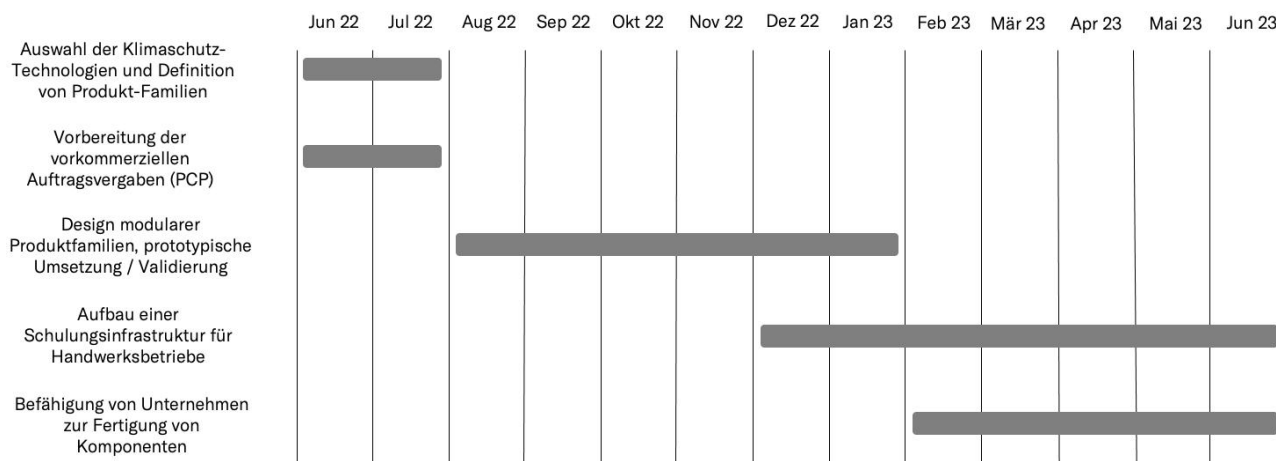 Jun 22 Jul 22 Aug 22 Sep 22 Okt 22 Nov 22 Dez 22 Jan 23 Feb 23 Mär 23 Apr 23 Mai 23 Jun 23
Auswahl der Klimaschutz-
Technologien und Definition
von Produkt-Familien
Vorbereitung der
vorkommerziellen
Auftragsvergaben (PCP)
Design modularer
Produktfamilien, prototypische
Umsetzung / Validierung
Aufbau einer
Schulungsinfrastruktur für
Handwerksbetriebe
Befähigung von Unternehmen
zur Fertigung von
Komponenten